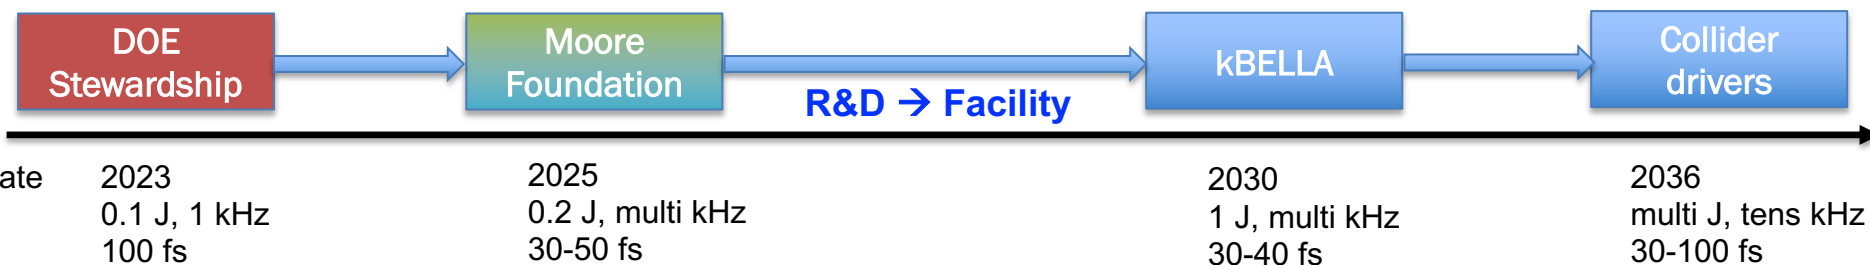 DOE
Stewardship
Moore
Foundation
kBELLA
Collider
drivers
R&D → Facility
2023
0.1 J, 1 kHz
100 fs
2025
0.2 J, multi kHz
30-50 fs
2030
1 J, multi kHz
30-40 fs
2036
multi J, tens kHz
30-100 fs